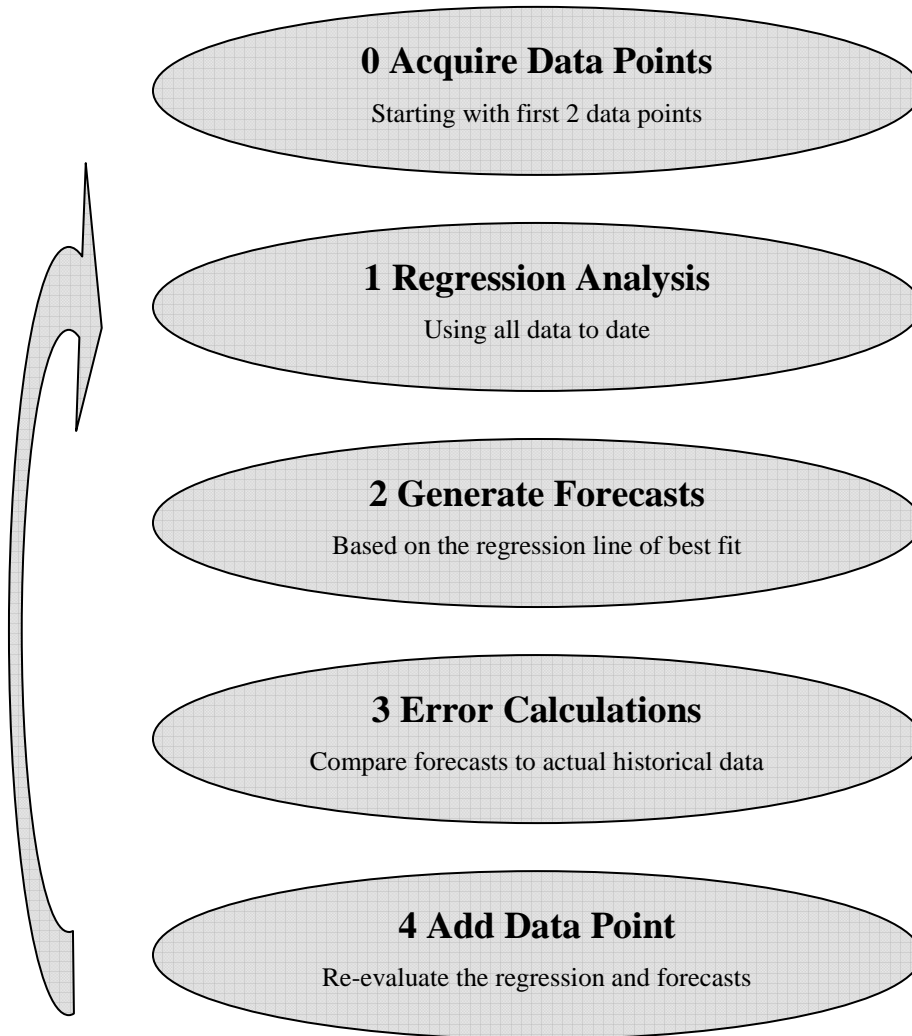 0 Acquire Data Points
Starting with first 2 data points
1 Regression Analysis
Using all data to date
2 Generate Forecasts
Based on the regression line of best fit
3 Error Calculations
Compare forecasts to actual historical data
4 Add Data Point
Re-evaluate the regression and forecasts